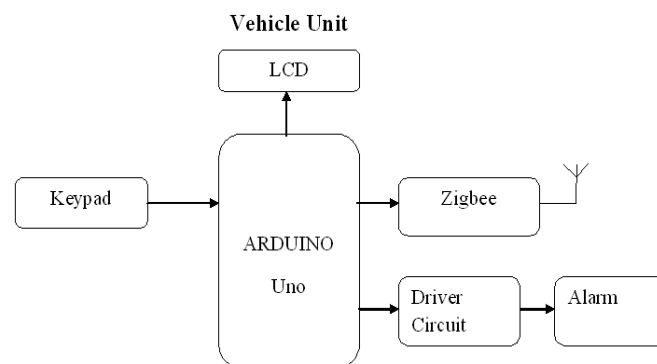 Vehicle Unit
LCD
Keypad
Zigbee
ARDUINO
Uno
Driver
Circuit
Alarm